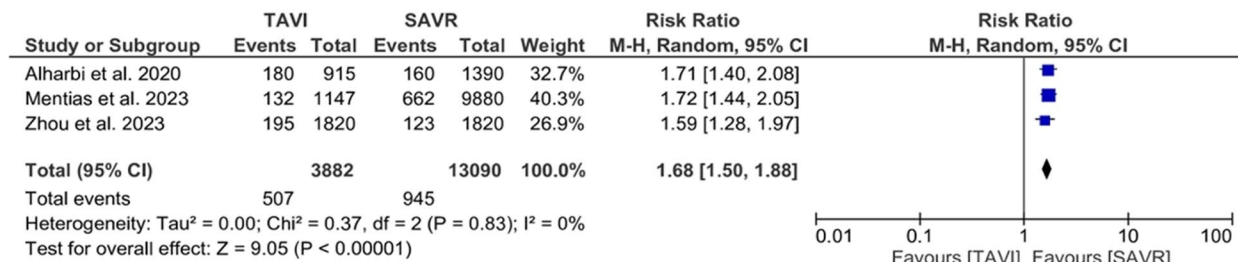 TAVI SAVR Risk Ratio Risk Ratio
Study or Subgroup Events Total Events Total Weight M-H, Random, 95% CI M-H, Random, 95% CI
Alharbi et al. 2020 180 915 160 1390 32.7% 1.71 [1.40, 2.08]
Mentias et al. 2023 132 1147 662 9880 40.3% 1.72 [1.44, 2.05]
Zhou et al. 2023 195 1820 123 1820 26.9% 1.59 [1.28, 1.97]
Total (95% CI) 3882 13090 100.0% 1.68 [1.50, 1.88]
Total events 507 945
Heterogeneity: Tau² = 0.00; Chi² = 0.37, df = 2 (P = 0.83); I² = 0%
Test for overall effect: Z = 9.05 (P < 0.00001)
0.01 0.1 1 10 100
Favours [TAVI] Favours [SAVR]